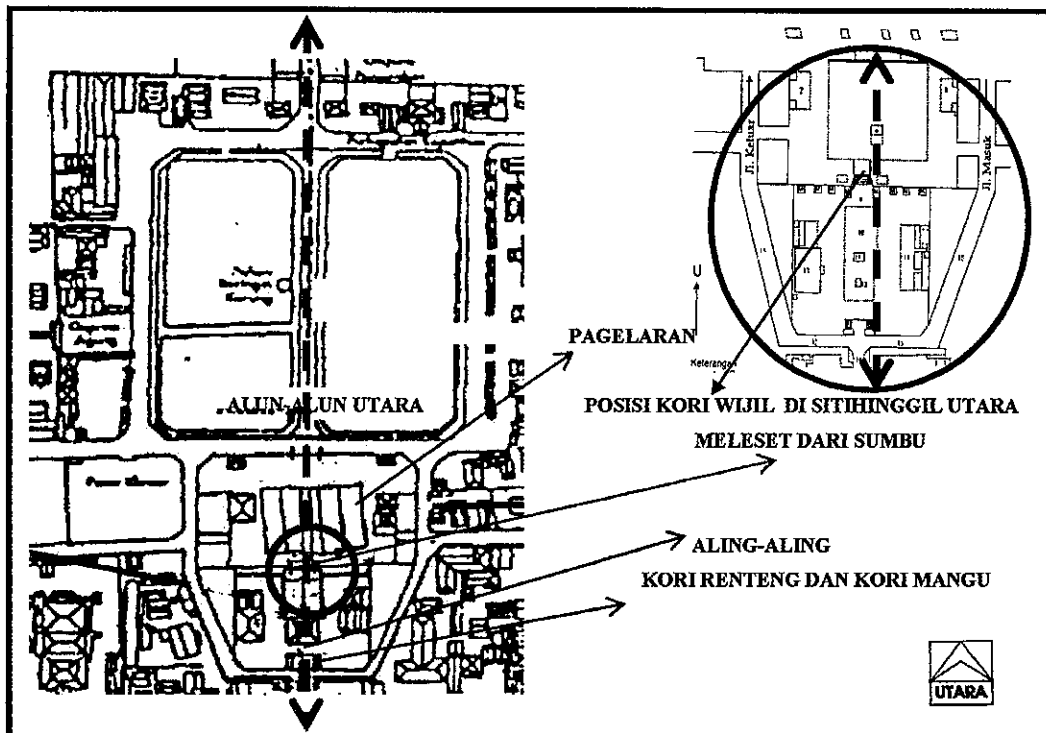 Jl. Keluar
Jl. Masuk
U
Keterangan
PAGELARAN
POSISI KORI WIJIL DI SITIHINGGIL UTARA
MELESET DARI SUMBU
ALUN-ALUN UTARA
ALING-ALING
KORI RENTENG DAN KORI MANGU
Agung
UTARA